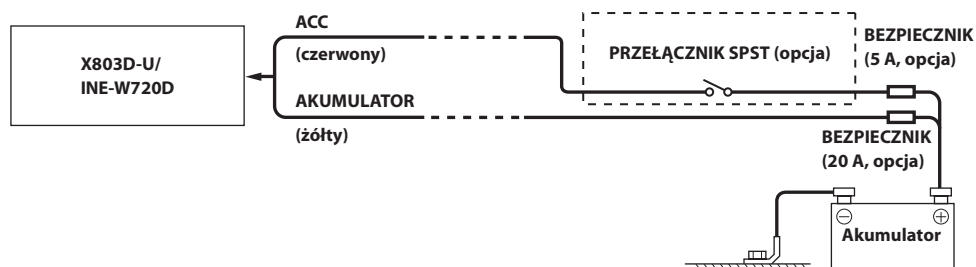 X803D-U/
INE-W720D
ACC
(czerwony)
AKUMULATOR
(żółty)
PRZEŁĄCZNIK SPST (opcja)
BEZPIECZNIK
(5 A, opcja)
BEZPIECZNIK
(20 A, opcja)
Akumulator